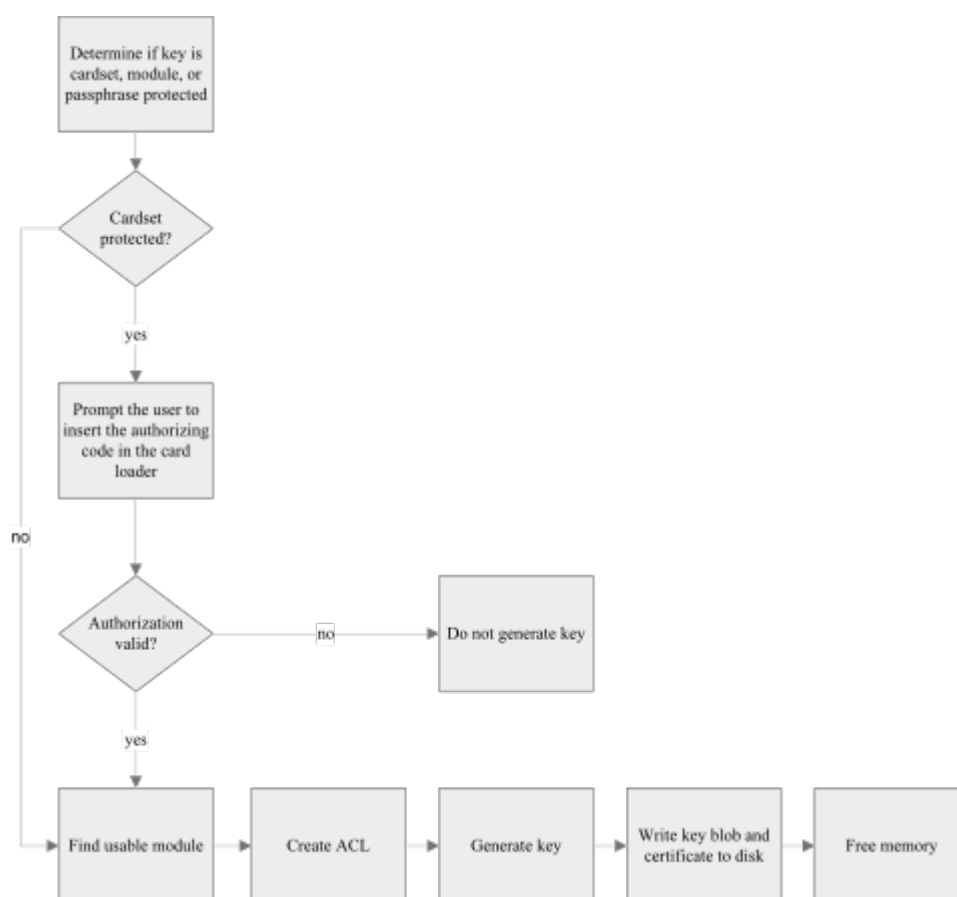 Determine if key is
cardset, module, or
passphrase protected
Cardset
protected?
yes
Prompt the user to
insert the authorizing
code in the card
loader
no
Authorization
valid?
no
Do not generate key
yes
Find usable module
Create ACL
Generate key
Write key blob and
certificate to disk
Free memory